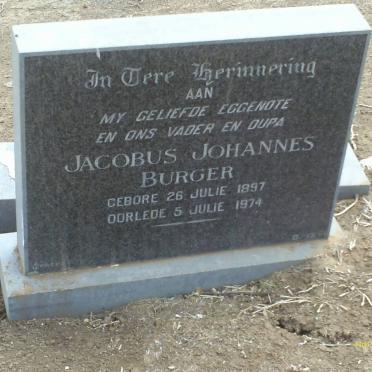 In Tere Herinnering
AAN
MY GELIEFDE EGGENOTE
EN ONS VADER EN OUPA
JACOBUS JOHANNES
BURGER
GEBORE 26 JULIE 1897
OORLEDE 5 JULIE 1974